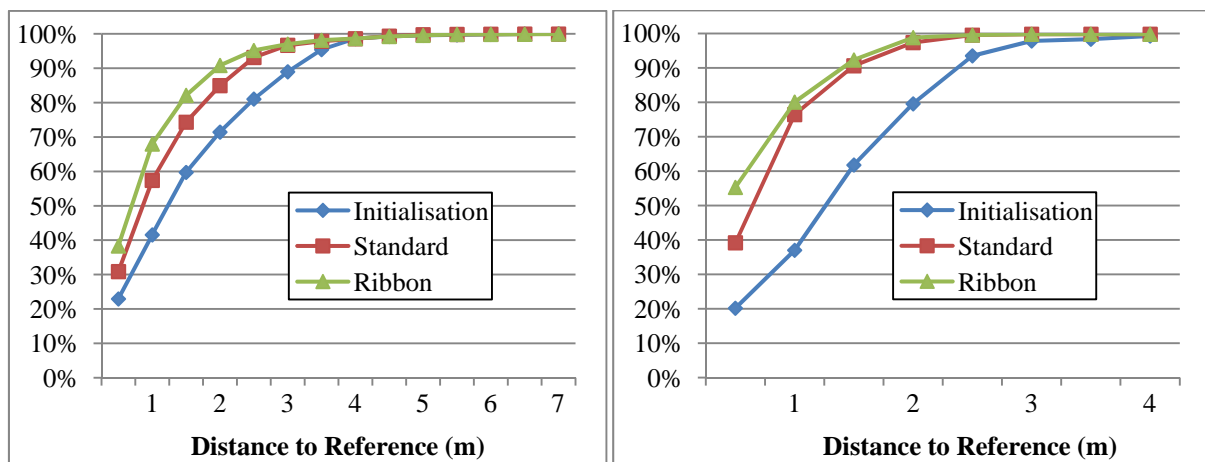 100%
90%
80%
70%
60%
50%
40%
30%
20%
10%
0%
Initialisation
Standard
Ribbon
1 2 3 4 5 6 7
Distance to Reference (m)
100%
90%
80%
70%
60%
50%
40%
30%
20%
10%
0%
Initialisation
Standard
Ribbon
1 2 3 4
Distance to Reference (m)